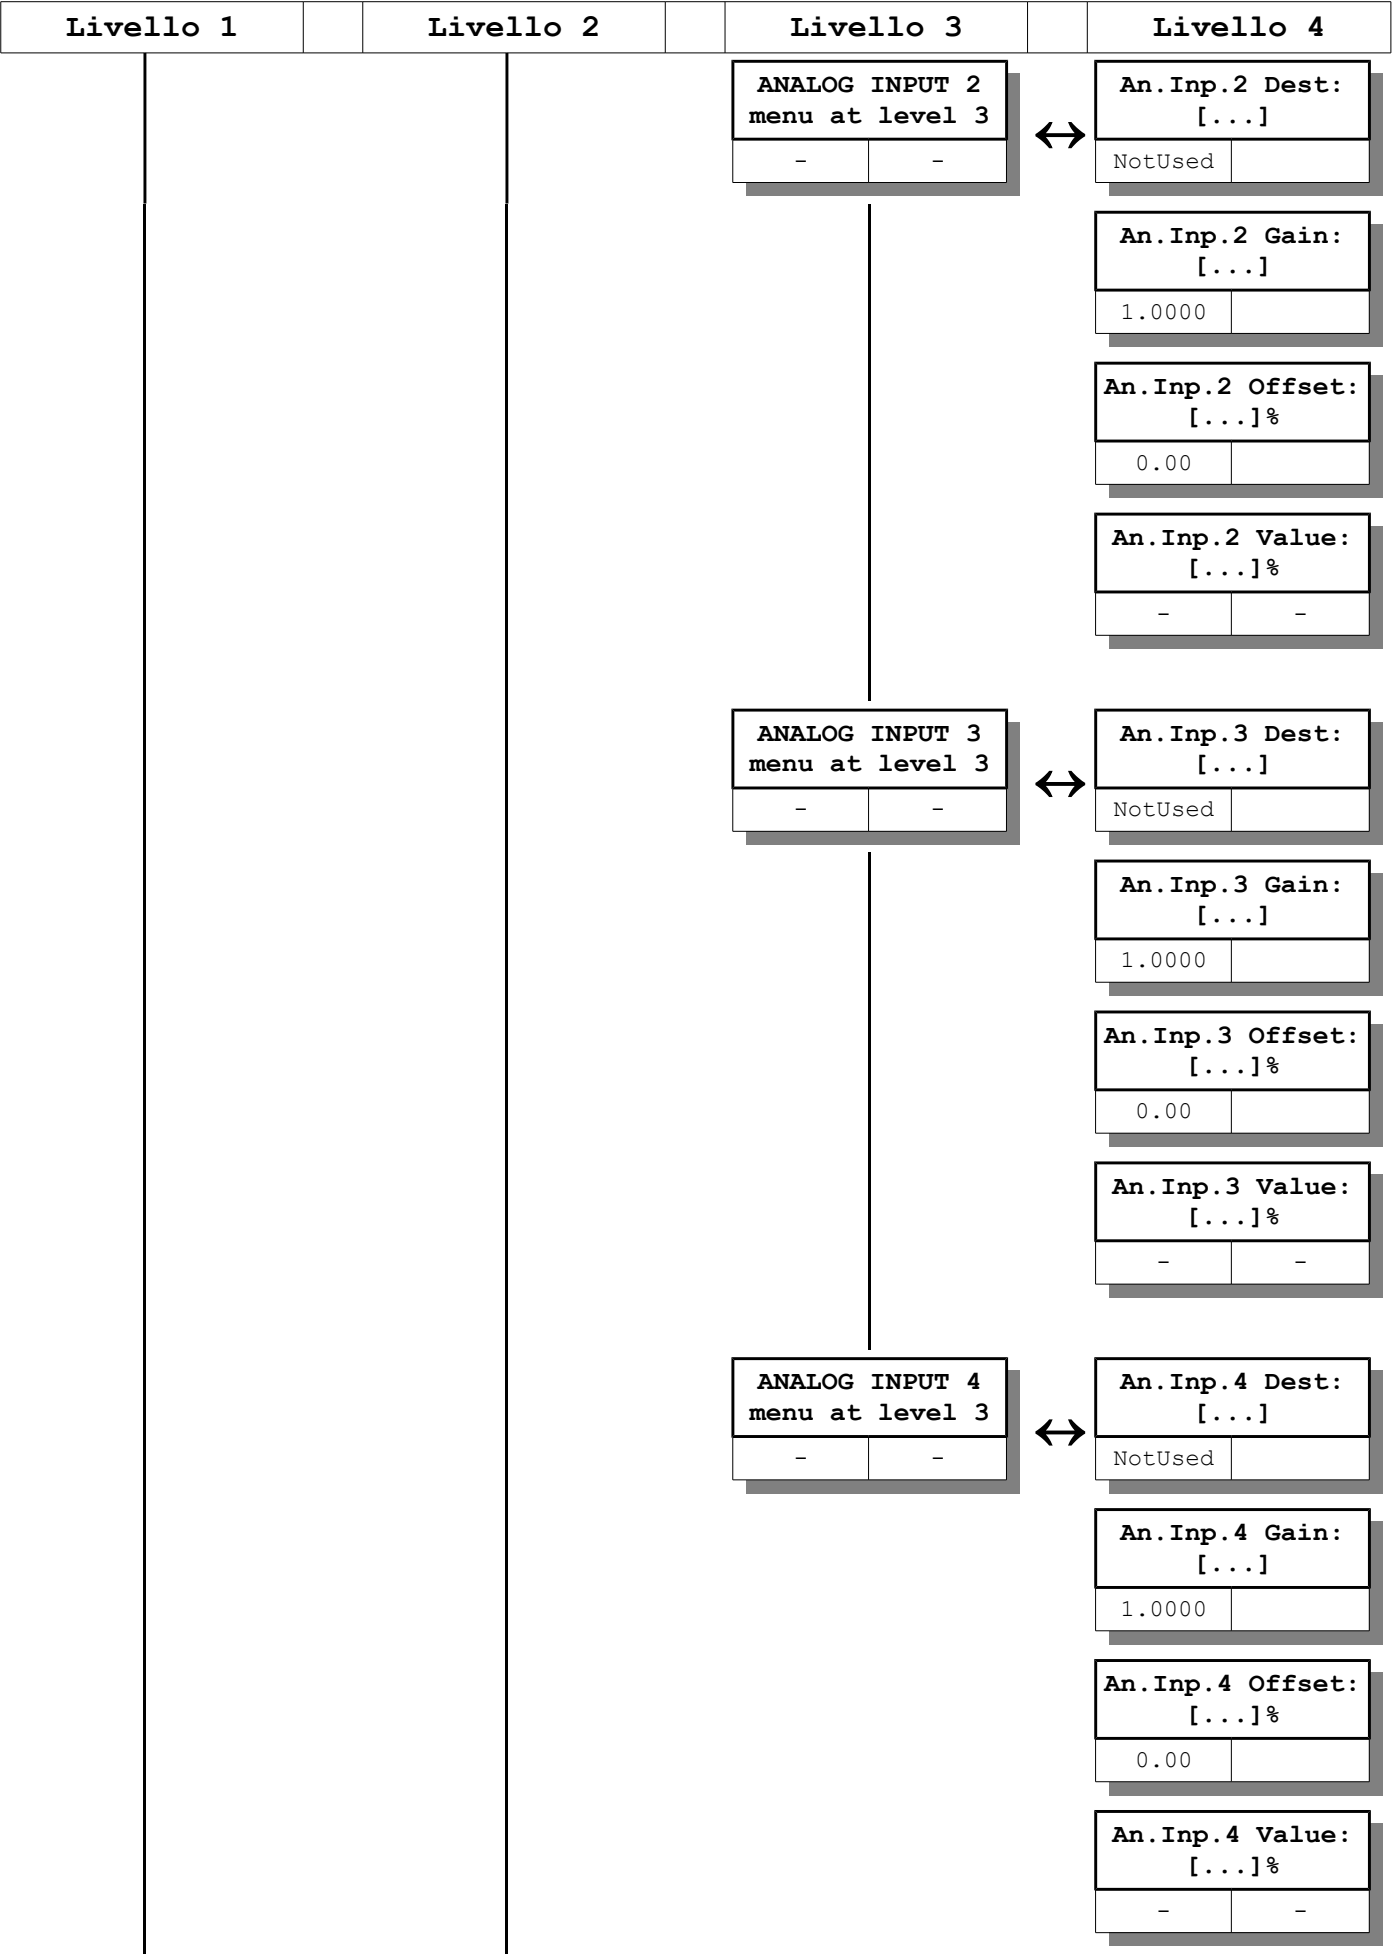 Livello 1 Livello 2 Livello 3 Livello 4
ANALOG INPUT 2
menu at level 3
- -
An.Inp.2 Dest:
[...]
NotUsed
An.Inp.2 Gain:
[...]
1.0000
An.Inp.2 Offset:
[...]%
0.00
An.Inp.2 Value:
[...]%
- -
ANALOG INPUT 3
menu at level 3
- -
An.Inp.3 Dest:
[...]
NotUsed
An.Inp.3 Gain:
[...]
1.0000
An.Inp.3 Offset:
[...]%
0.00
An.Inp.3 Value:
[...]%
- -
ANALOG INPUT 4
menu at level 3
- -
An.Inp.4 Dest:
[...]
NotUsed
An.Inp.4 Gain:
[...]
1.0000
An.Inp.4 Offset:
[...]%
0.00
An.Inp.4 Value:
[...]%
- -